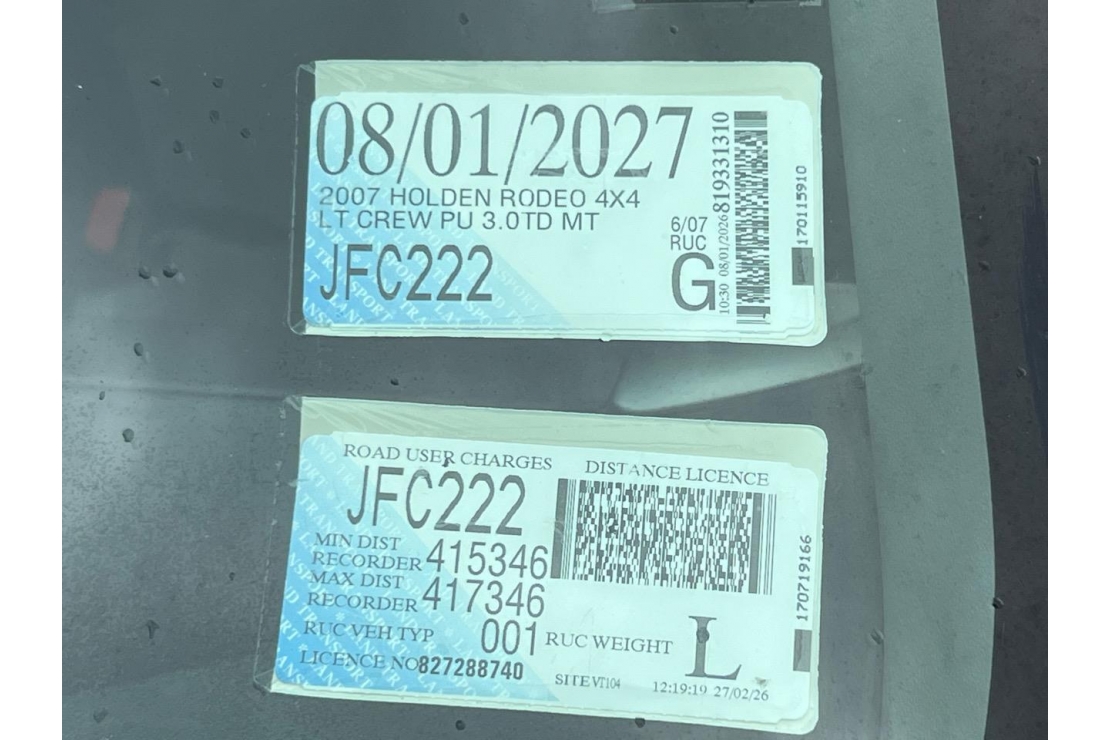 08/01/2027
2007 HOLDEN RODEO 4X4
LT CREW PU 3.0TD MT
JFC222
6/07
RUC
G
10:30 08/01/2026 819331310
170115910
ROAD USER CHARGES DISTANCE LICENCE
JFC222
MIN DIST
RECORDER 415346
MAX DIST
RECORDER 417346
RUC VEH TYP 001 RUC WEIGHT L
LICENCE NO 827288740
SITE VT104 12:19:19 27/02/26
170719166